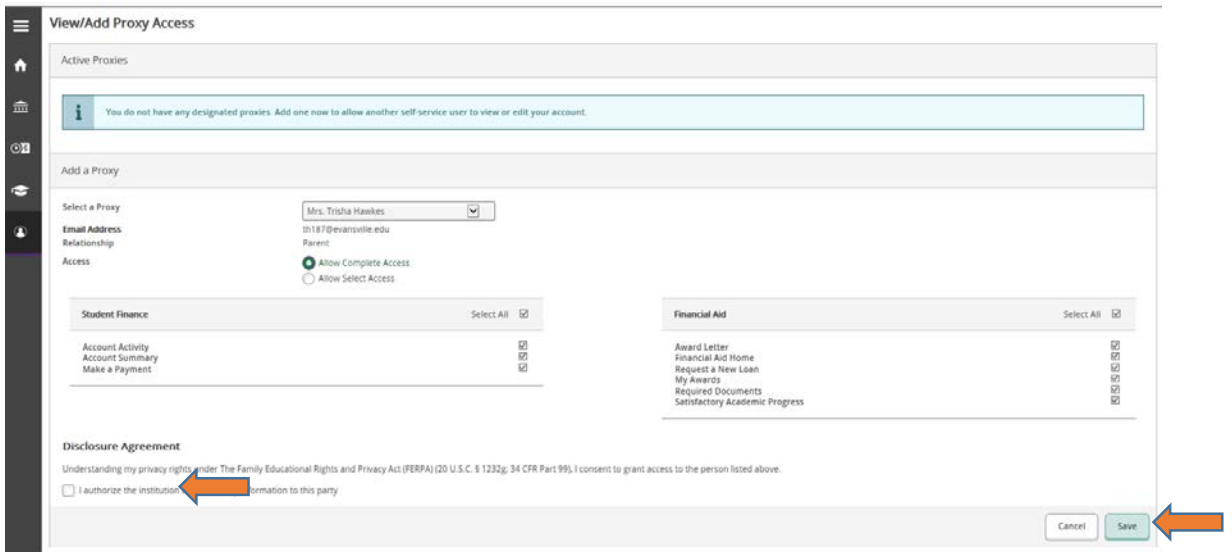 View/Add Proxy Access
Active Proxies
i
You do not have any designated proxies. Add one now to allow another self-service user to view or edit your account.
Add a Proxy
Select a Proxy Mrs. Trisha Hawkes
Email Address th187@evansville.edu
Relationship Parent
Access Allow Complete Access
Allow Select Access
Student Finance Select All
Account Activity
Account Summary
Make a Payment
Financial Aid Select All
Award Letter
Financial Aid Home
Request a New Loan
My Awards
Required Documents
Satisfactory Academic Progress
Disclosure Agreement
Understanding my privacy rights under The Family Educational Rights and Privacy Act (FERPA) (20 U.S.C. § 1232g; 34 CFR Part 99), I consent to grant access to the person listed above.
I authorize the institution to this party
Cancel Save